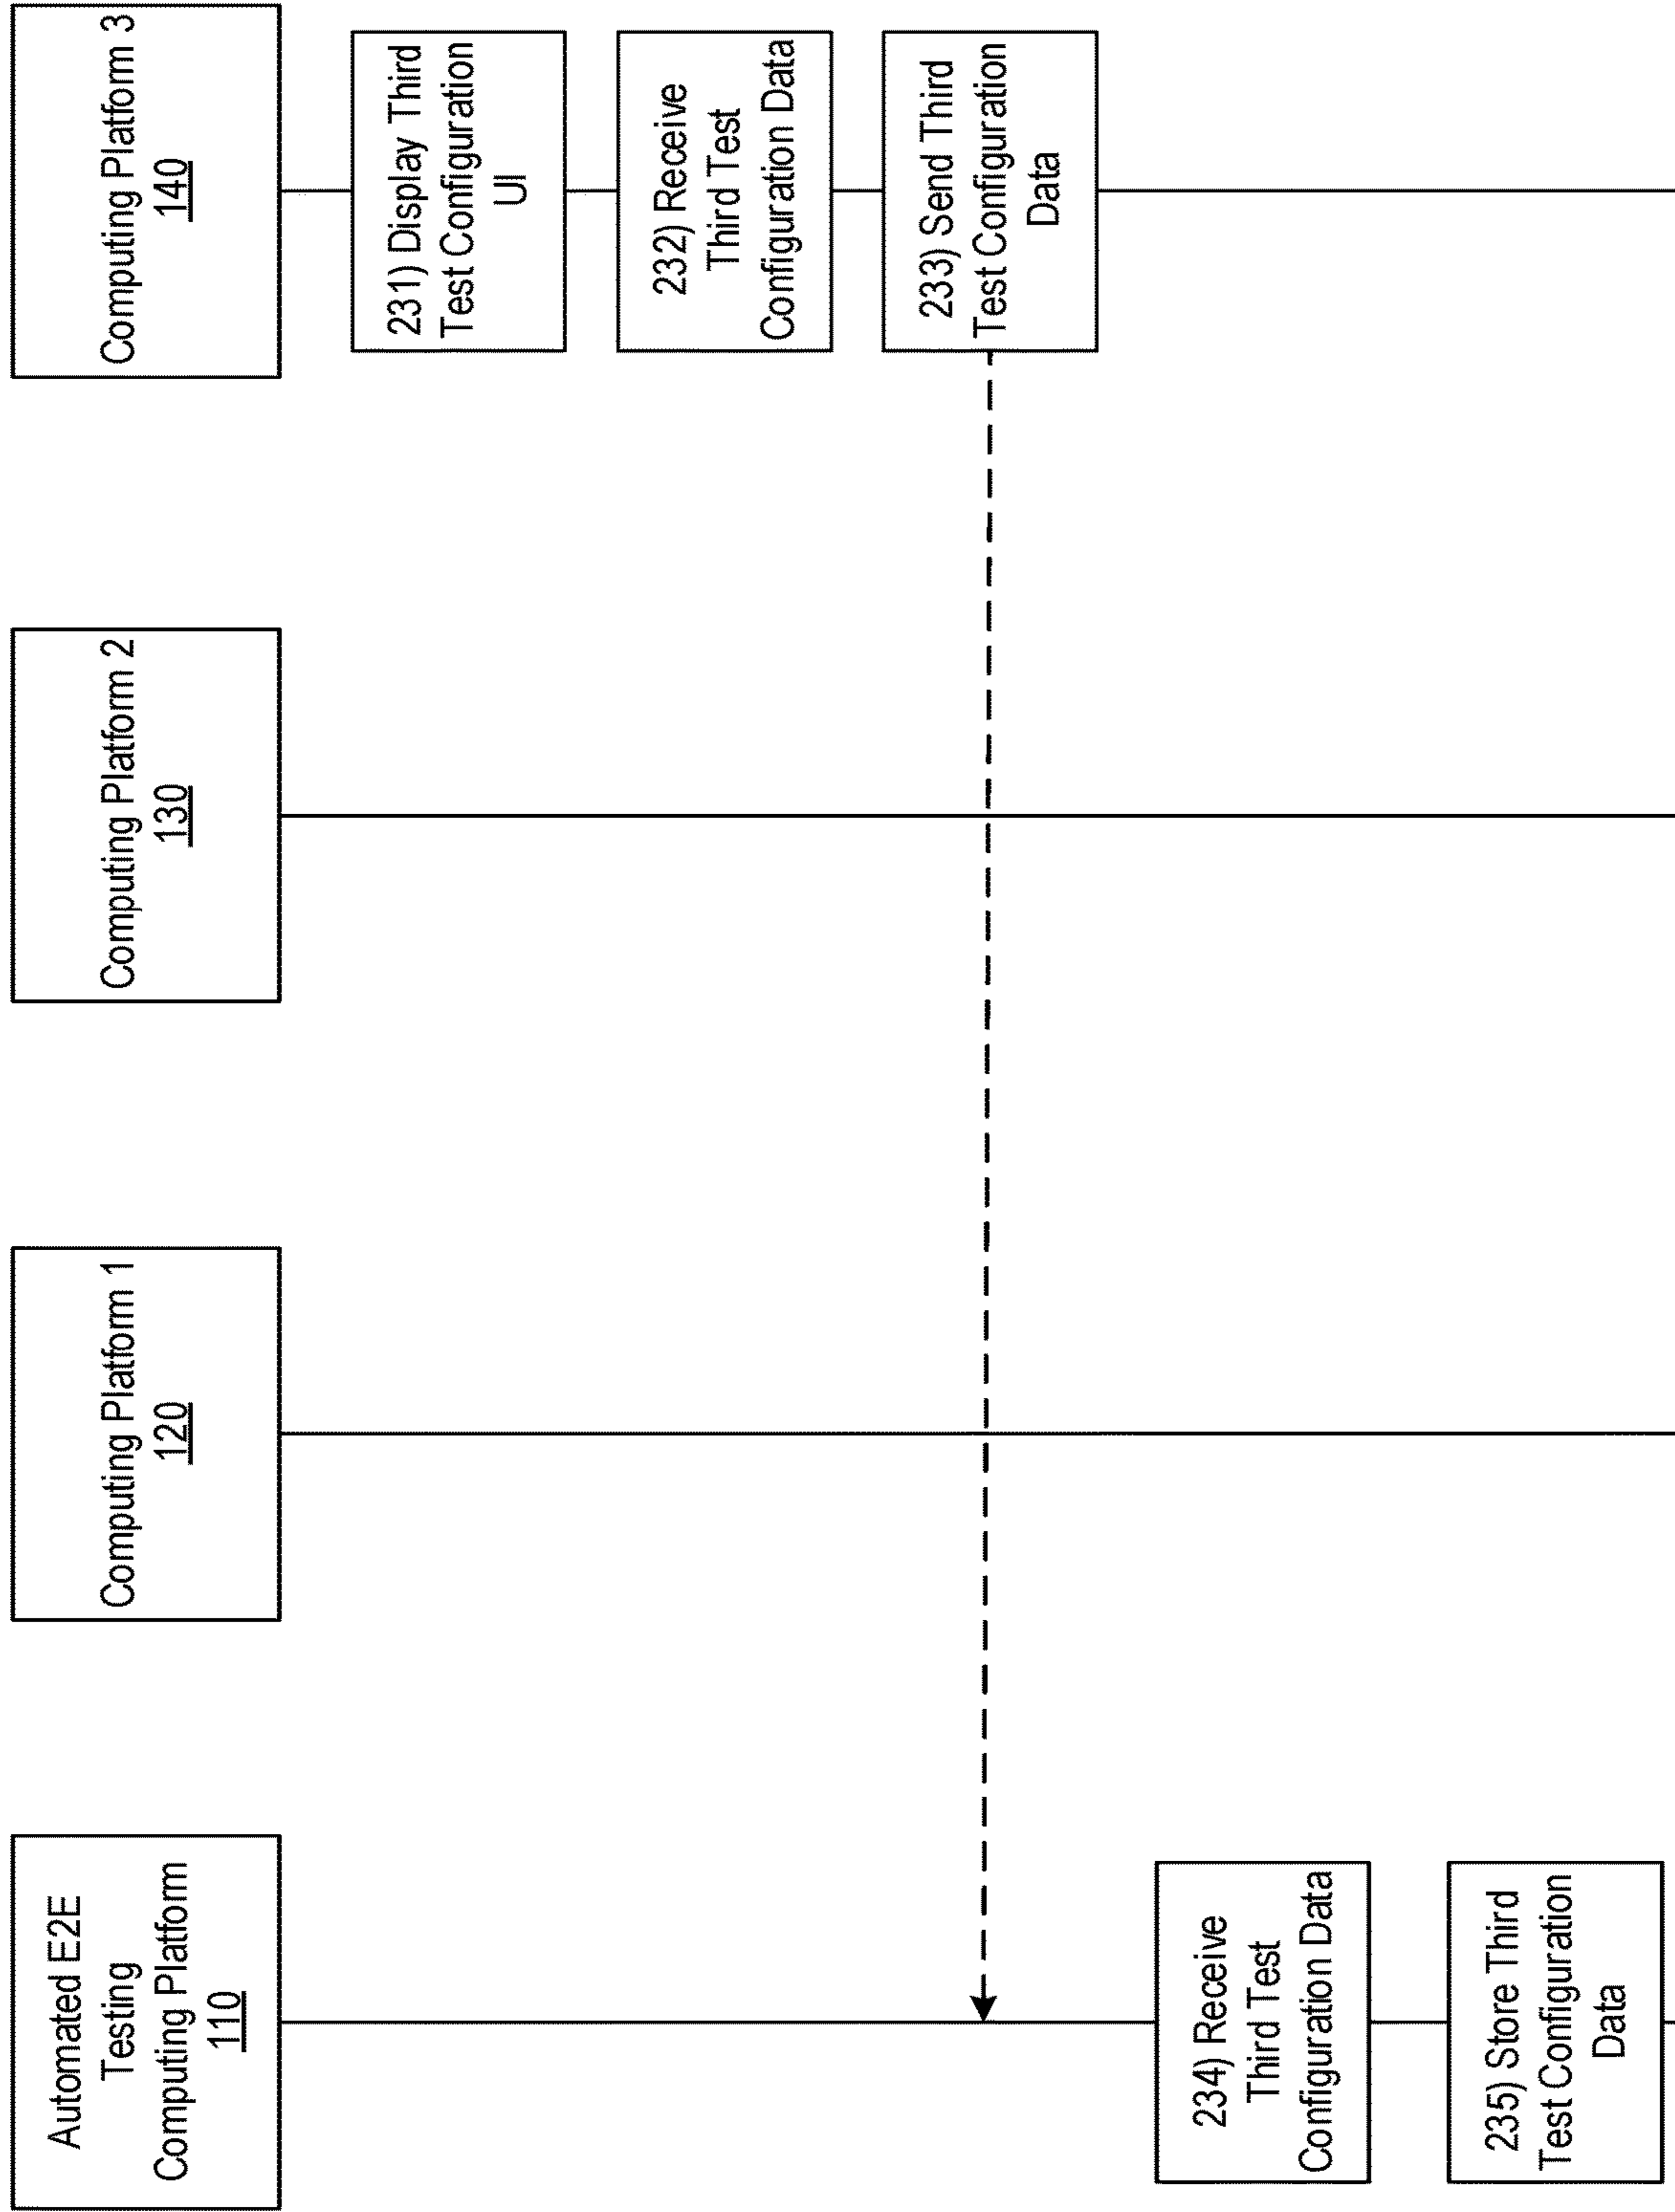 Automated E2E
Testing
Computing Platform
110
Computing Platform 1
120
Computing Platform 2
130
Computing Platform 3
140
231) Display Third
Test Configuration
UI
232) Receive
Third Test
Configuration Data
233) Send Third
Test Configuration
Data
234) Receive
Third Test
Configuration Data
235) Store Third
Test Configuration
Data